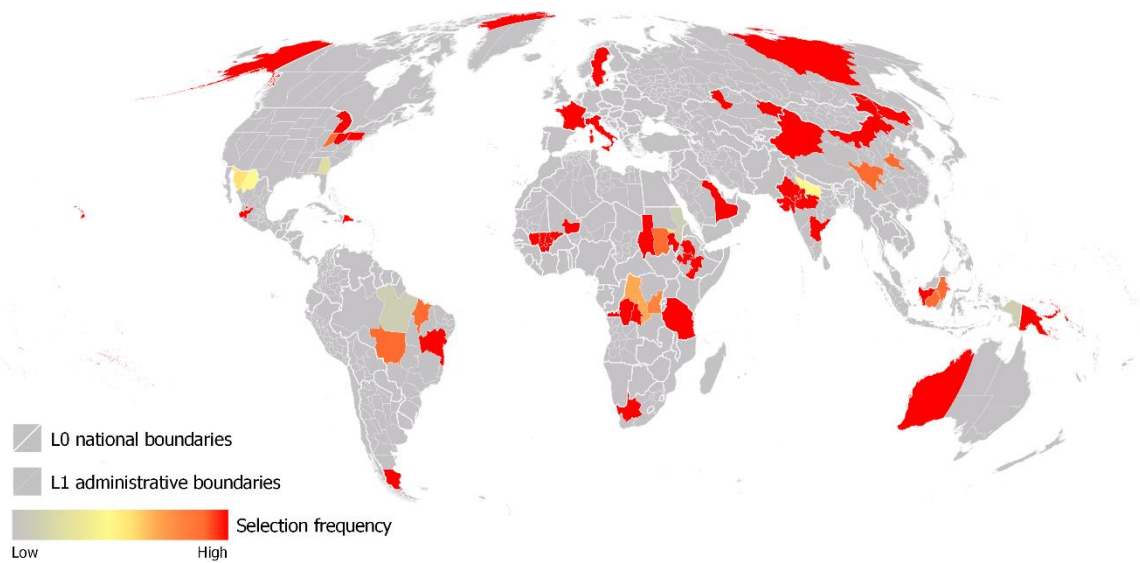 L0 national boundaries
L1 administrative boundaries
Selection frequency
Low High